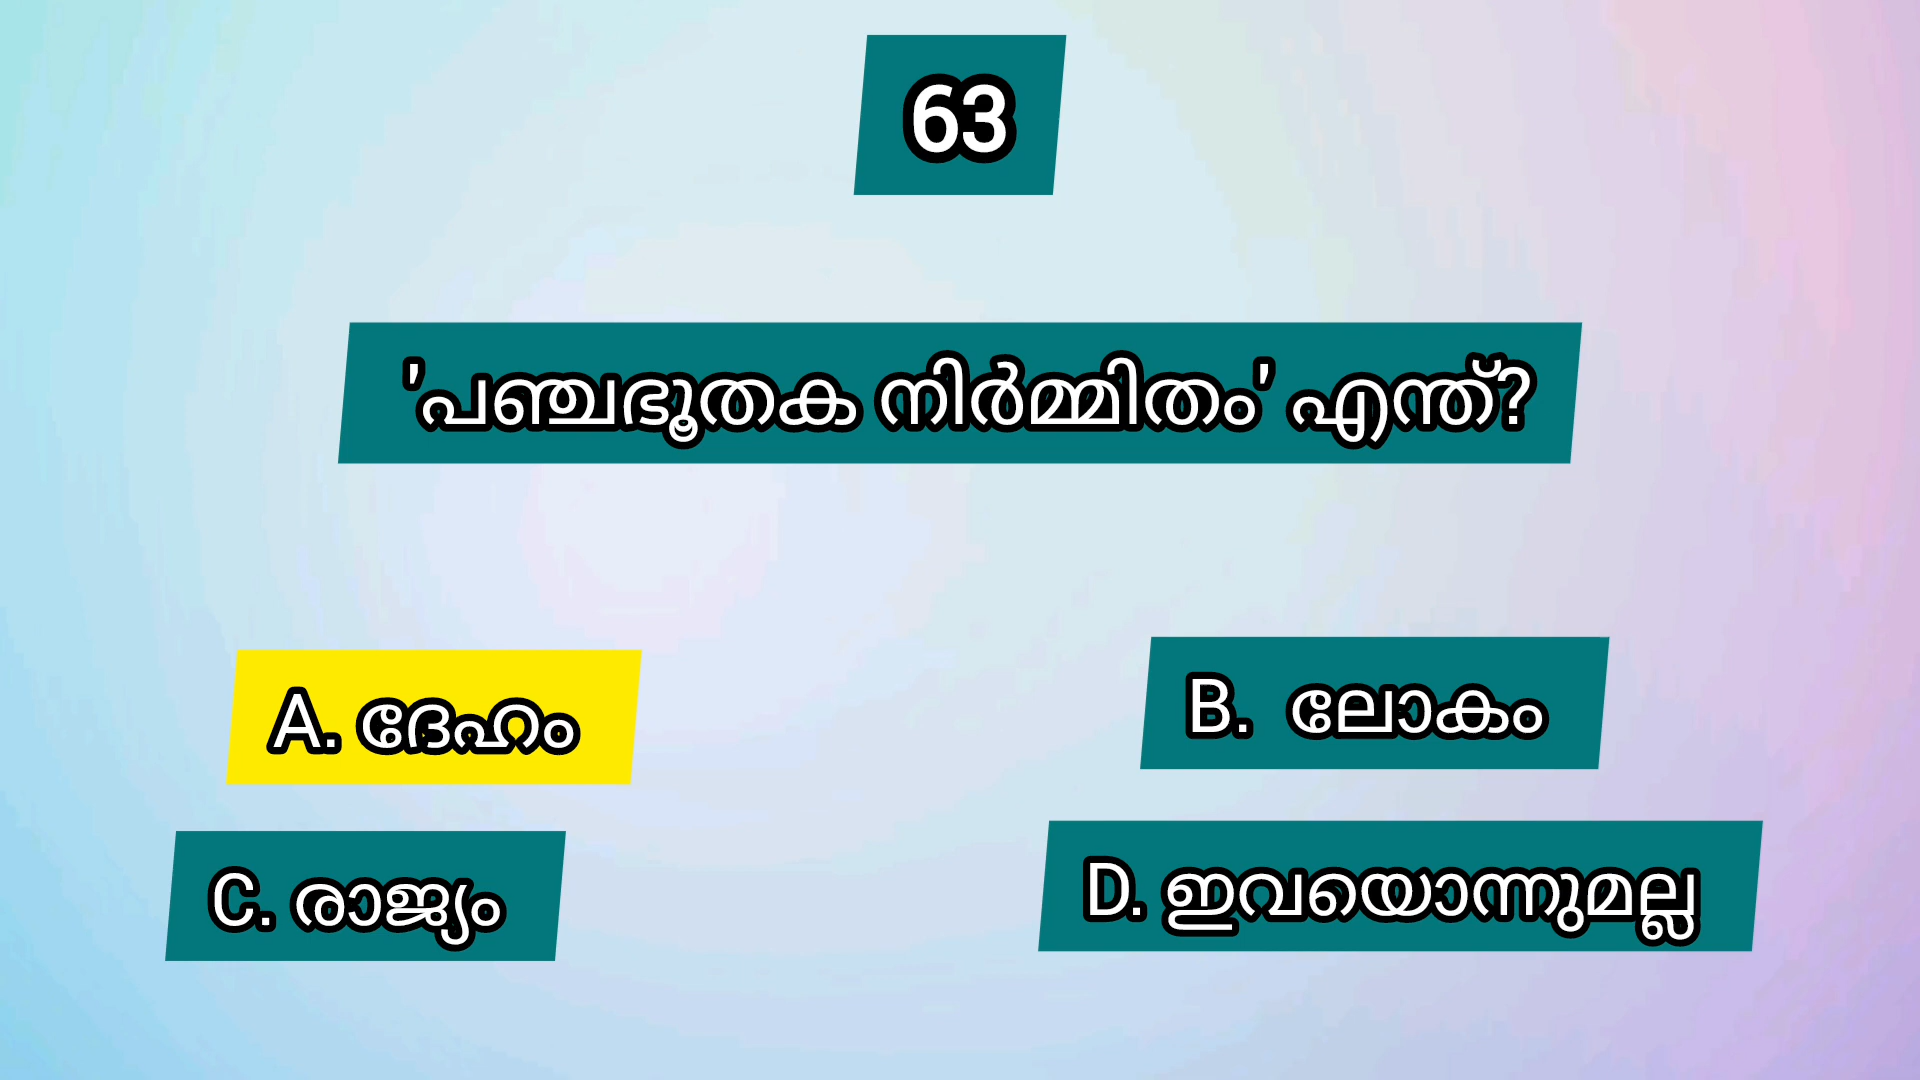 63
'പഞ്ചഭൂതക നിർമ്മിതം' എന്ത്?
A. ദേഹം
B. ലോകം
C. രാജ്യം
D. ഇവയൊന്നുമല്ല